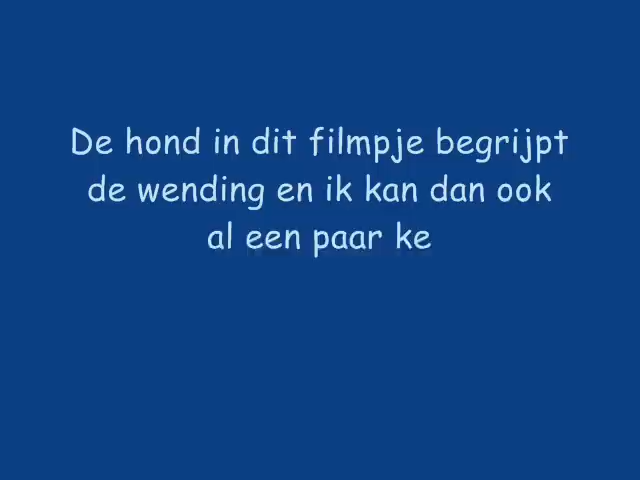 De hond in dit filmpje begrijpt
de wending en ik kan dan ook
al een paar ke